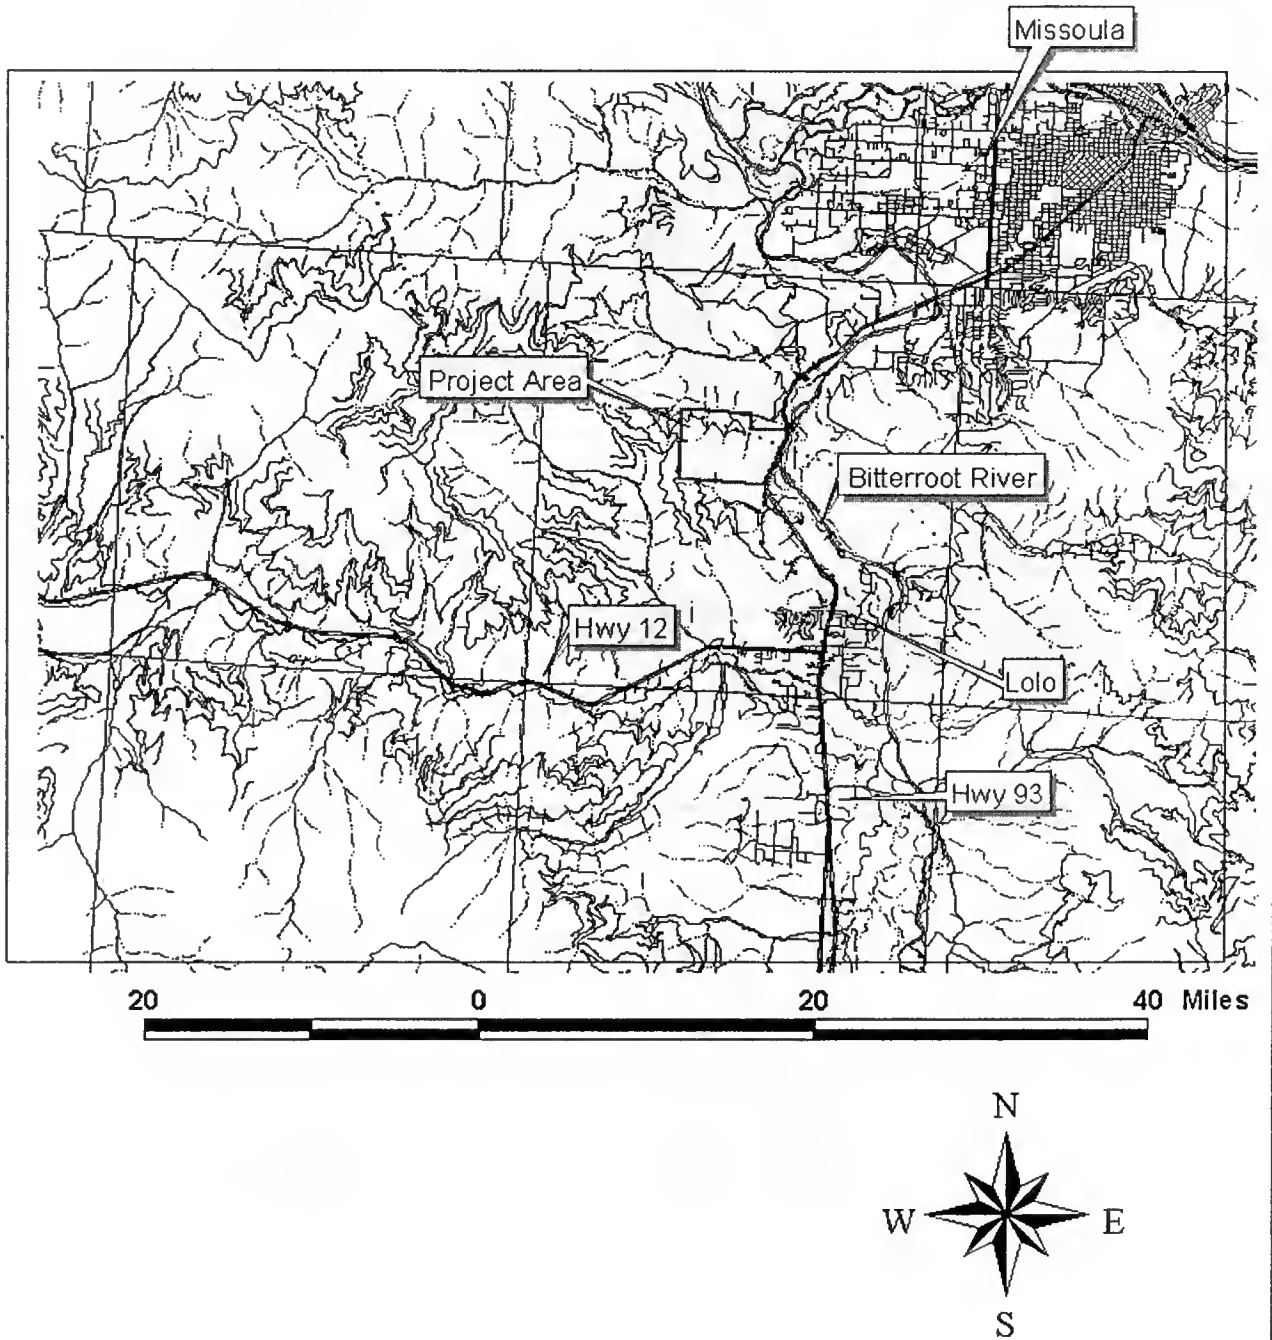 Missoula
Project Area
Bitterroot River
Hwy 12
Lolo
Hwy 93
20 0 20 40 Miles
N
W E
S